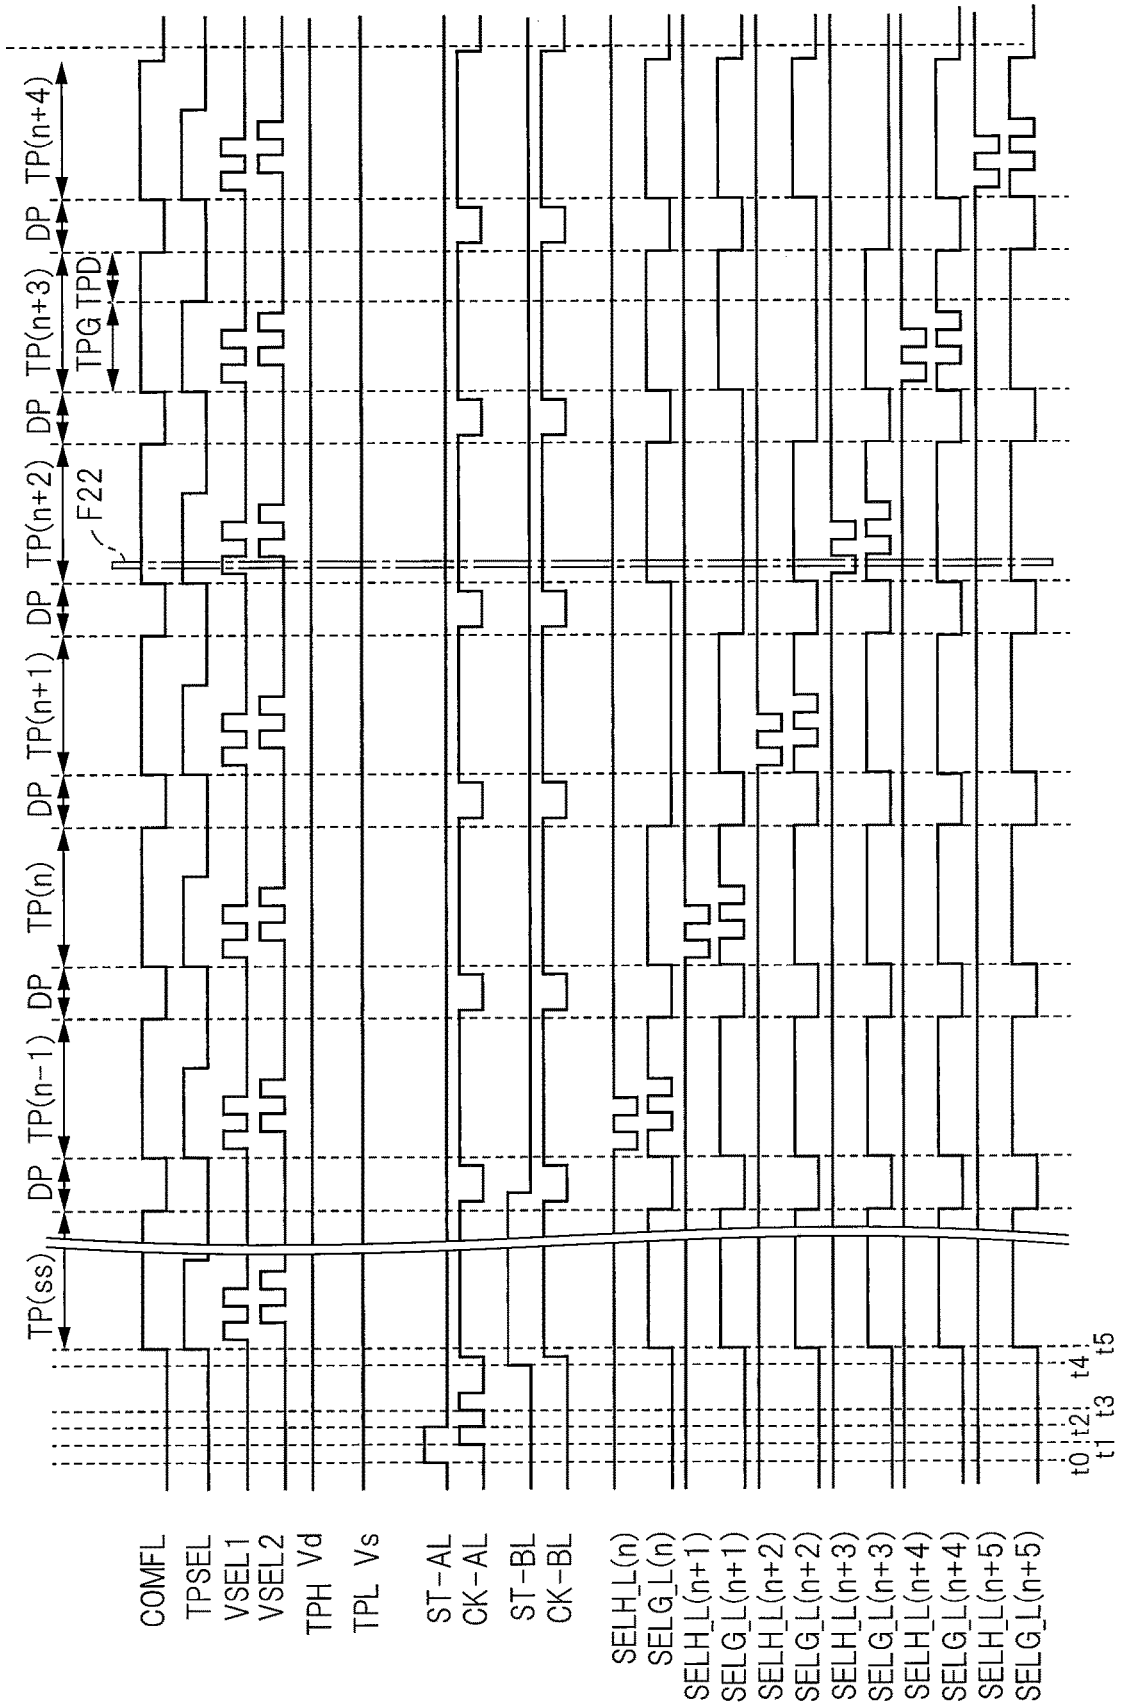 TP(ss) DP TP(n-1) DP TP(n) DP TP(n+1) DP TP(n+2) DP TP(n+3) DP TP(n+4)
F22
TPG TPD
COMFL
TPSEL
VSEL1
VSEL2
TPH Vd
TPL Vs
ST-AL
CK-AL
ST-BL
CK-BL
SELH_L(n)
SELG_L(n)
SELH_L(n+1)
SELG_L(n+1)
SELH_L(n+2)
SELG_L(n+2)
SELH_L(n+3)
SELG_L(n+3)
SELH_L(n+4)
SELG_L(n+4)
SELH_L(n+5)
SELG_L(n+5)
t0 t2 t4
t1 t3 t5